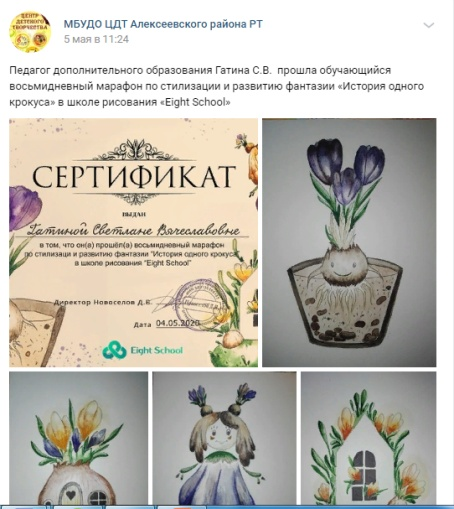 ЦЕНТР
ДЕТСКОГО
ТВОРЧЕСТВА
МБУДО ЦДТ Алексеевского района РТ
5 мая в 11:24
Педагог дополнительного образования Гатина С.В. прошла обучающийся
восьмидневный марафон по стилизации и развитию фантазии «История одного
крокуса» в школе рисования «Eight School»
СЕРТИФИКАТ
ВЫДАН
Гатиной Светлане Вячеславовне
в том, что он(а) прошёл(а) восьмидневный марафон
по стилизаци и развитию фантазии "История одного крокуса"
в школе рисования "Eight School"
Директор Новоселов Д.В.
Дата 04.05.2020
Eight School